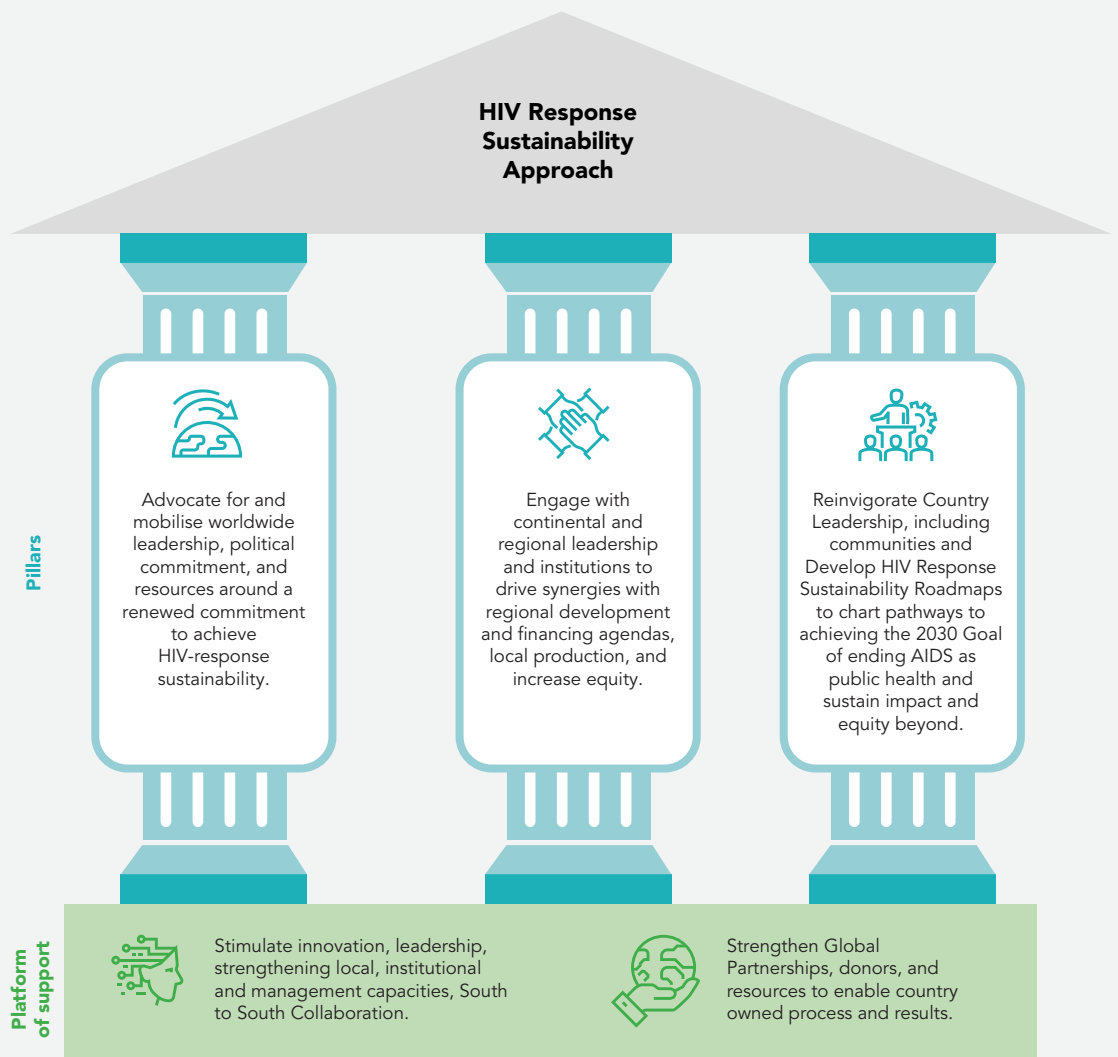 HIV Response
Sustainability
Approach
Pillars
Advocate for and
mobilise worldwide
leadership, political
commitment, and
resources around a
renewed commitment
to achieve
HIV-response
sustainability.
Engage with
continental and
regional leadership
and institutions to
drive synergies with
regional development
and financing agendas,
local production, and
increase equity.
Reinvigorate Country
Leadership, including
communities and
Develop HIV Response
Sustainability Roadmaps
to chart pathways to
achieving the 2030 Goal
of ending AIDS as
public health and
sustain impact and
equity beyond.
Platform
of support
Stimulate innovation, leadership,
strengthening local, institutional
and management capacities, South
to South Collaboration.
Strengthen Global
Partnerships, donors, and
resources to enable country
owned process and results.